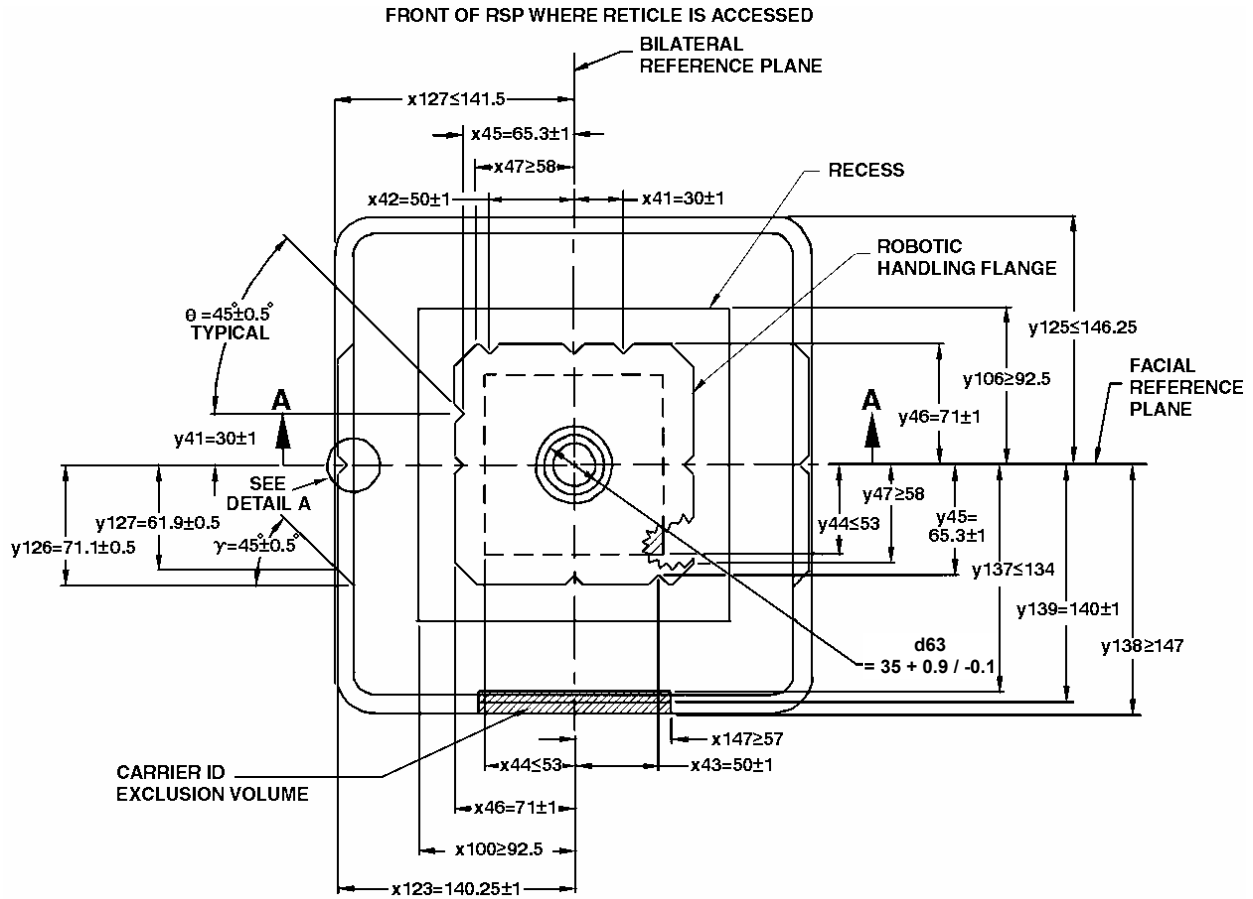 FRONT OF RSP WHERE RETICLE IS ACCESSED
BILATERAL
REFERENCE PLANE
x127≤141.5
x45=65.3±1
x47≥58
x42=50±1
x41=30±1
RECESS
ROBOTIC
HANDLING FLANGE
θ =45±0.5°
TYPICAL
y125≤146.25
y106≥92.5
FACIAL
REFERENCE
PLANE
A
A
y46=71±1
y41=30±1
SEE
DETAIL A
y127=61.9±0.5
y126=71.1±0.5
γ=45±0.5°
y47≥58
y44≤53
y45=
65.3±1
y137≤134
y139=140±1
y138≥147
d63
= 35 + 0.9 / -0.1
x147≥57
x44≤53
x43=50±1
CARRIER ID
EXCLUSION VOLUME
x46=71±1
x100≥92.5
x123=140.25±1